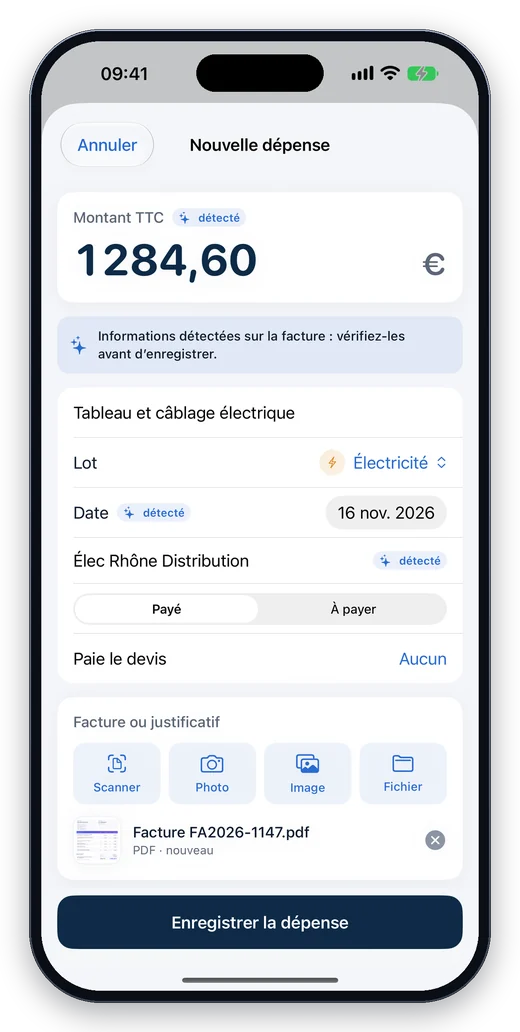 09:41
Annuler
Nouvelle dépense
Montant TTC
détecté
1 284,60
€
Informations détectées sur la facture : vérifiez-les
avant d’enregistrer.
Tableau et câblage électrique
Lot
Électricité
Date
détecté
16 nov. 2026
Élec Rhône Distribution
détecté
Payé
À payer
Paie le devis
Aucun
Facture ou justificatif
Scanner
Photo
Image
Fichier
Facture FA2026-1147.pdf
PDF · nouveau
Enregistrer la dépense